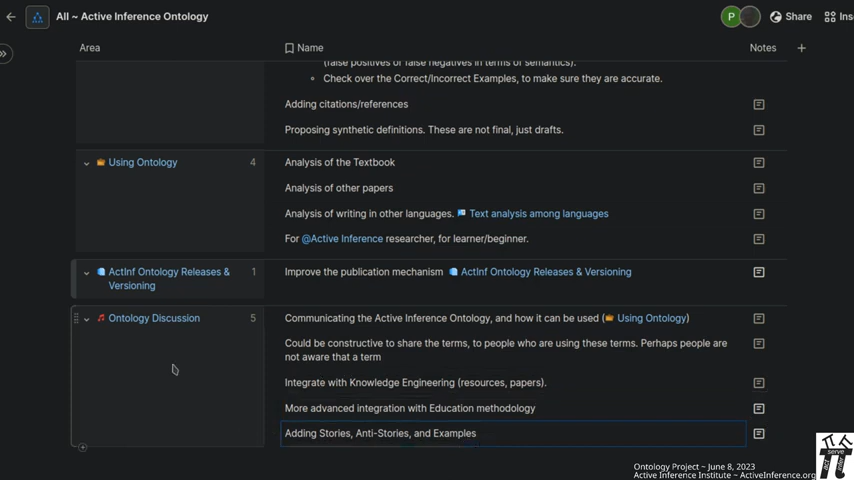 All ~ Active Inference Ontology
P
Share
Ins
Area
Name
Notes
(false positives or false negatives in terms of semantics).
Check over the Correct/Incorrect Examples, to make sure they are accurate.
Adding citations/references
Proposing synthetic definitions. These are not final, just drafts.
Using Ontology 4
Analysis of the Textbook
Analysis of other papers
Analysis of writing in other languages. Text analysis among languages
For @Active Inference researcher, for learner/beginner.
ActInf Ontology Releases & 1
Versioning
Improve the publication mechanism ActInf Ontology Releases & Versioning
Ontology Discussion 5
Communicating the Active Inference Ontology, and how it can be used ( Using Ontology)
Could be constructive to share the terms, to people who are using these terms. Perhaps people are
not aware that a term
Integrate with Knowledge Engineering (resources, papers).
More advanced integration with Education methodology
Adding Stories, Anti-Stories, and Examples
serve
Ontology Project ~ June 8, 2023
Active Inference Institute ~ ActiveInference.org